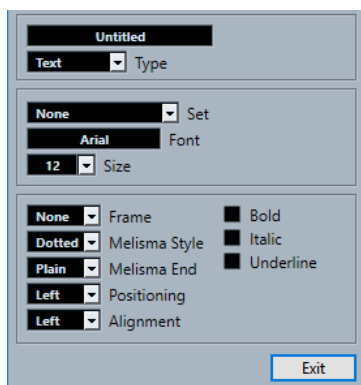 Untitled
Text Type
None Set
Arial Font
12 Size
None Frame Bold
Dotted Melisma Style Italic
Plain Melisma End Underline
Left Positioning
Left Alignment
Exit